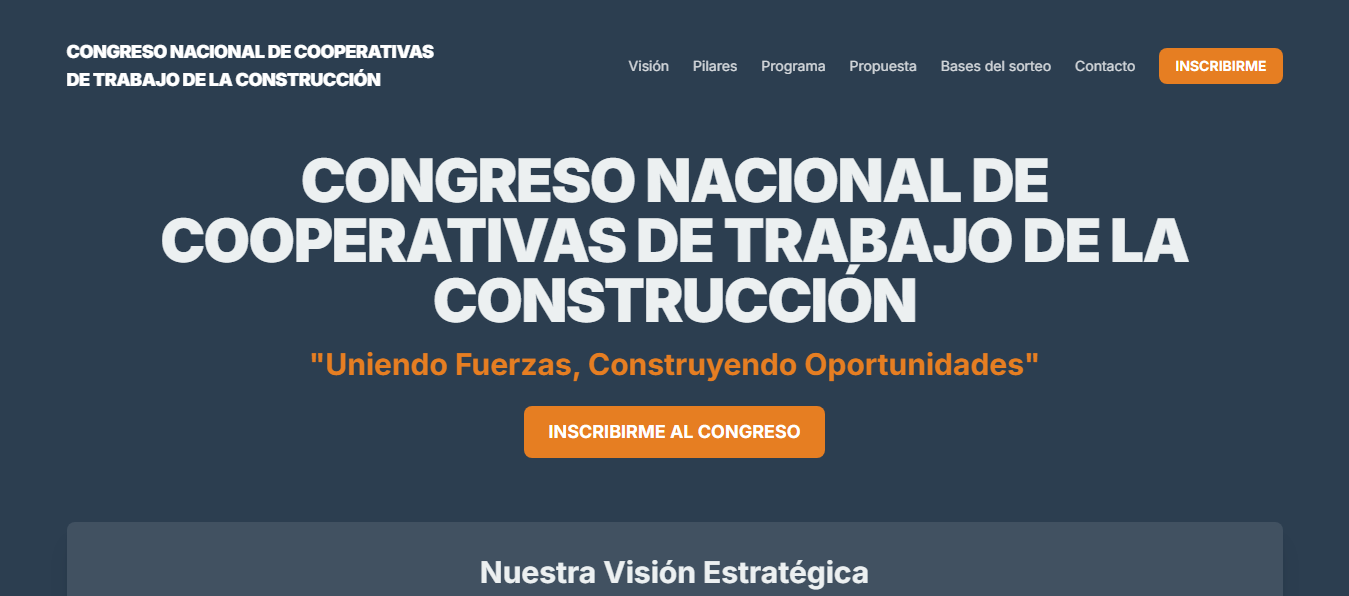 CONGRESO NACIONAL DE COOPERATIVAS
DE TRABAJO DE LA CONSTRUCCIÓN
Visión Pilares Programa Propuesta Bases del sorteo Contacto INSCRIBIRME
CONGRESO NACIONAL DE
COOPERATIVAS DE TRABAJO DE LA
CONSTRUCCIÓN
"Uniendo Fuerzas, Construyendo Oportunidades"
INSCRIBIRME AL CONGRESO
Nuestra Visión Estratégica